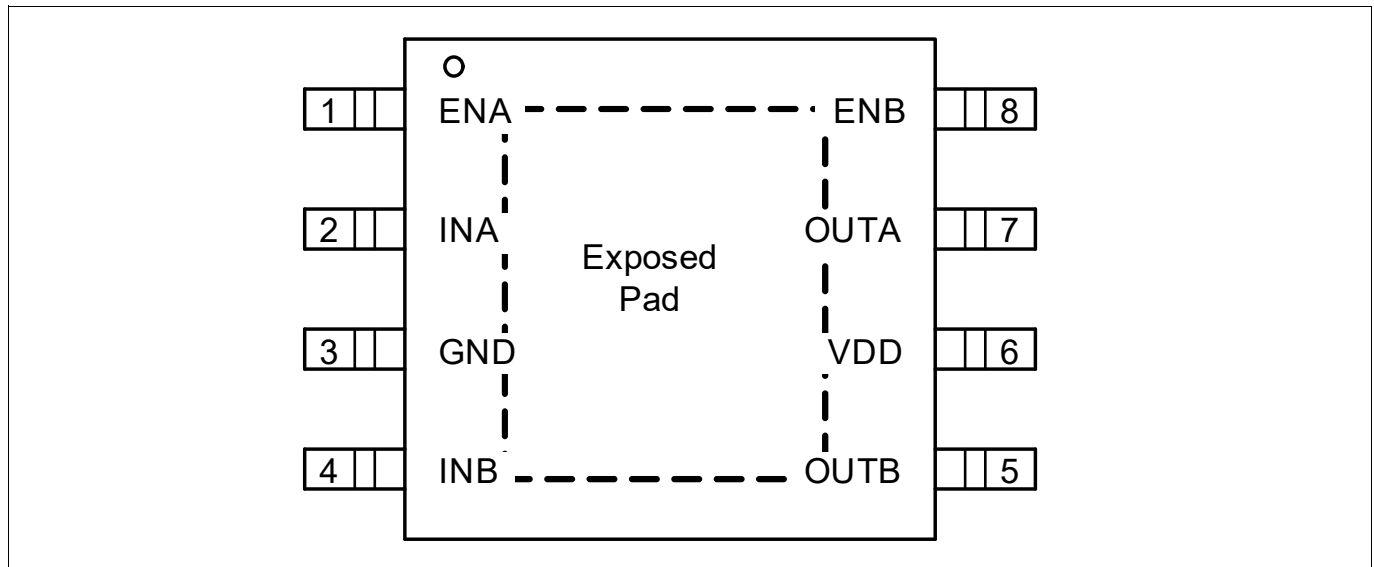 1 ENA ENB 8
2 INA OUTA 7
Exposed
Pad
3 GND VDD 6
4 INB OUTB 5